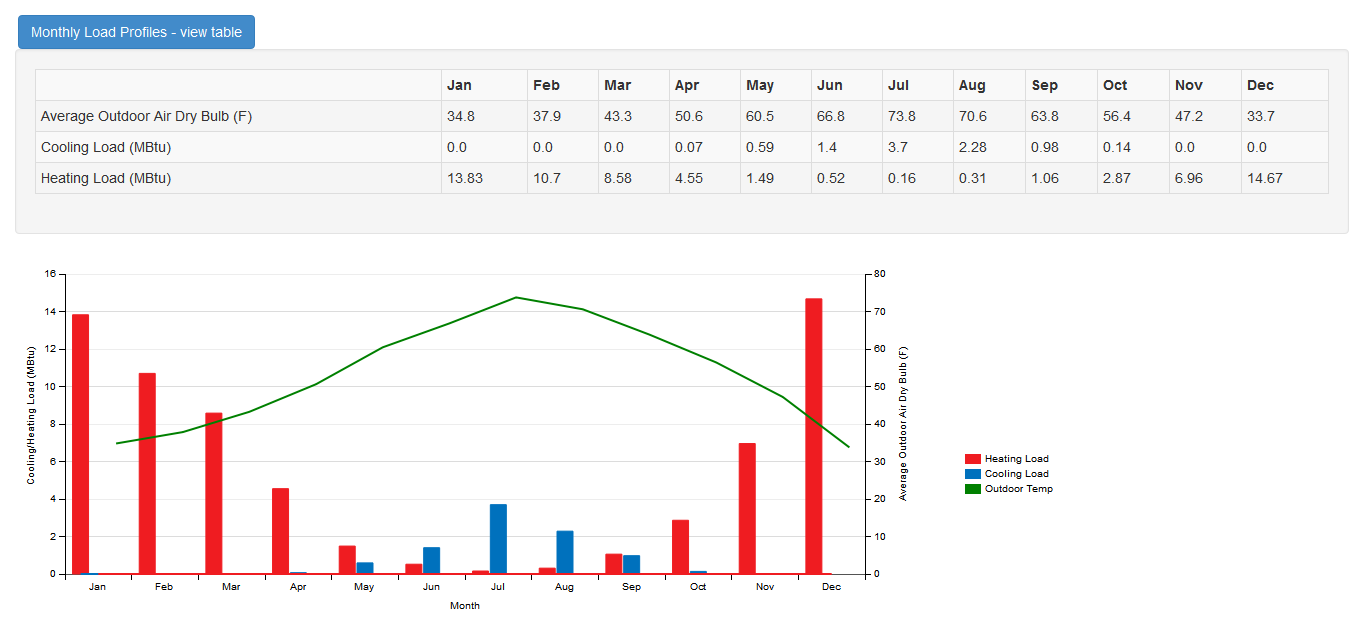 Monthly Load Profiles - view table
Jan Feb Mar Apr May Jun Jul Aug Sep Oct Nov Dec
Average Outdoor Air Dry Bulb (F) 34.8 37.9 43.3 50.6 60.5 66.8 73.8 70.6 63.8 56.4 47.2 33.7
Cooling Load (MBtu) 0.0 0.0 0.0 0.07 0.59 1.4 3.7 2.28 0.98 0.14 0.0 0.0
Heating Load (MBtu) 13.83 10.7 8.58 4.55 1.49 0.52 0.16 0.31 1.06 2.87 6.96 14.67
Cooling/Heating Load (MBtu)
16
14
12
10
8
6
4
2
0
80
70
60
50
40
30
20
10
0
Average Outdoor Air Dry Bulb (F)
Jan Feb Mar Apr May Jun Jul Aug Sep Oct Nov Dec
Month
Heating Load
Cooling Load
Outdoor Temp